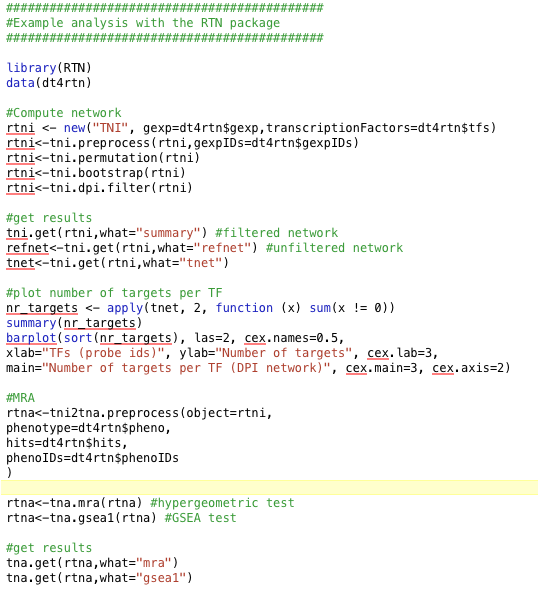 ############################################
#Example analysis with the RTN package
############################################
library(RTN)
data(dt4rtn)
#Compute network
rtni <- new("TNI", gexp=dt4rtn$gexp,transcriptionFactors=dt4rtn$tfs)
rtni<-tni.preprocess(rtni,gexpIDs=dt4rtn$gexpIDs)
rtni<-tni.permutation(rtni)
rtni<-tni.bootstrap(rtni)
rtni<-tni.dpi.filter(rtni)
#get results
tni.get(rtni,what="summary") #filtered network
refnet<-tni.get(rtni,what="refnet") #unfiltered network
tnet<-tni.get(rtni,what="tnet")
#plot number of targets per TF
nr_targets <- apply(tnet, 2, function (x) sum(x != 0))
summary(nr_targets)
barplot(sort(nr_targets), las=2, cex.names=0.5,
xlab="TFs (probe ids)", ylab="Number of targets", cex.lab=3,
main="Number of targets per TF (DPI network)", cex.main=3, cex.axis=2)
#MRA
rtna<-tni2tna.preprocess(object=rtni,
phenotype=dt4rtn$pheno,
hits=dt4rtn$hits,
phenoIDs=dt4rtn$phenoIDs
)
rtna<-tna.mra(rtna) #hypergeometric test
rtna<-tna.gsea1(rtna) #GSEA test
#get results
tna.get(rtna,what="mra")
tna.get(rtna,what="gsea1")